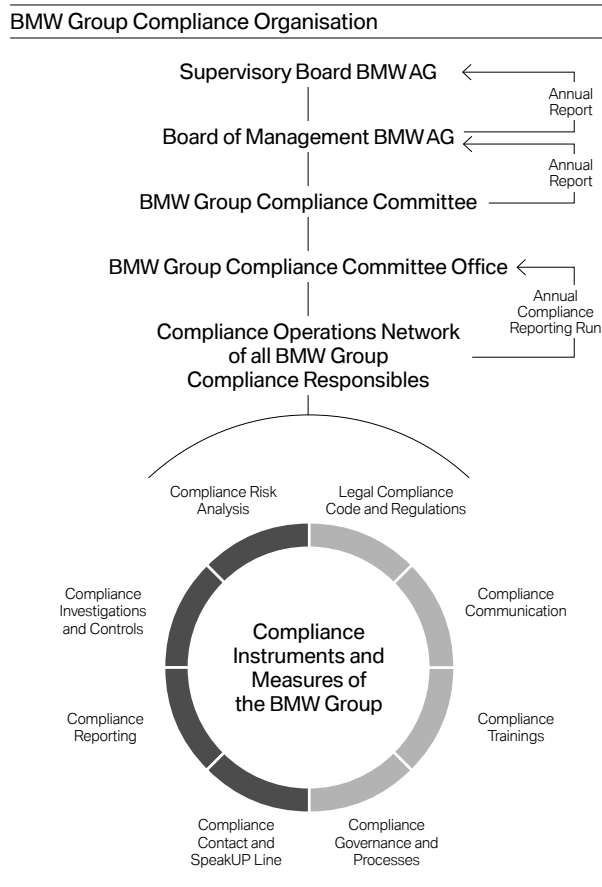 BMW Group Compliance Organisation
Supervisory Board BMW AG
Annual
Report
Board of Management BMW AG
Annual
Report
BMW Group Compliance Committee
BMW Group Compliance Committee Office
Annual
Compliance
Reporting Run
Compliance Operations Network
of all BMW Group
Compliance Responsibles
Compliance Risk
Analysis
Legal Compliance
Code and Regulations
Compliance
Investigations
and Controls
Compliance
Communication
Compliance
Instruments and
Measures of
the BMW Group
Compliance
Reporting
Compliance
Trainings
Compliance
Contact and
SpeakUP Line
Compliance
Governance and
Processes